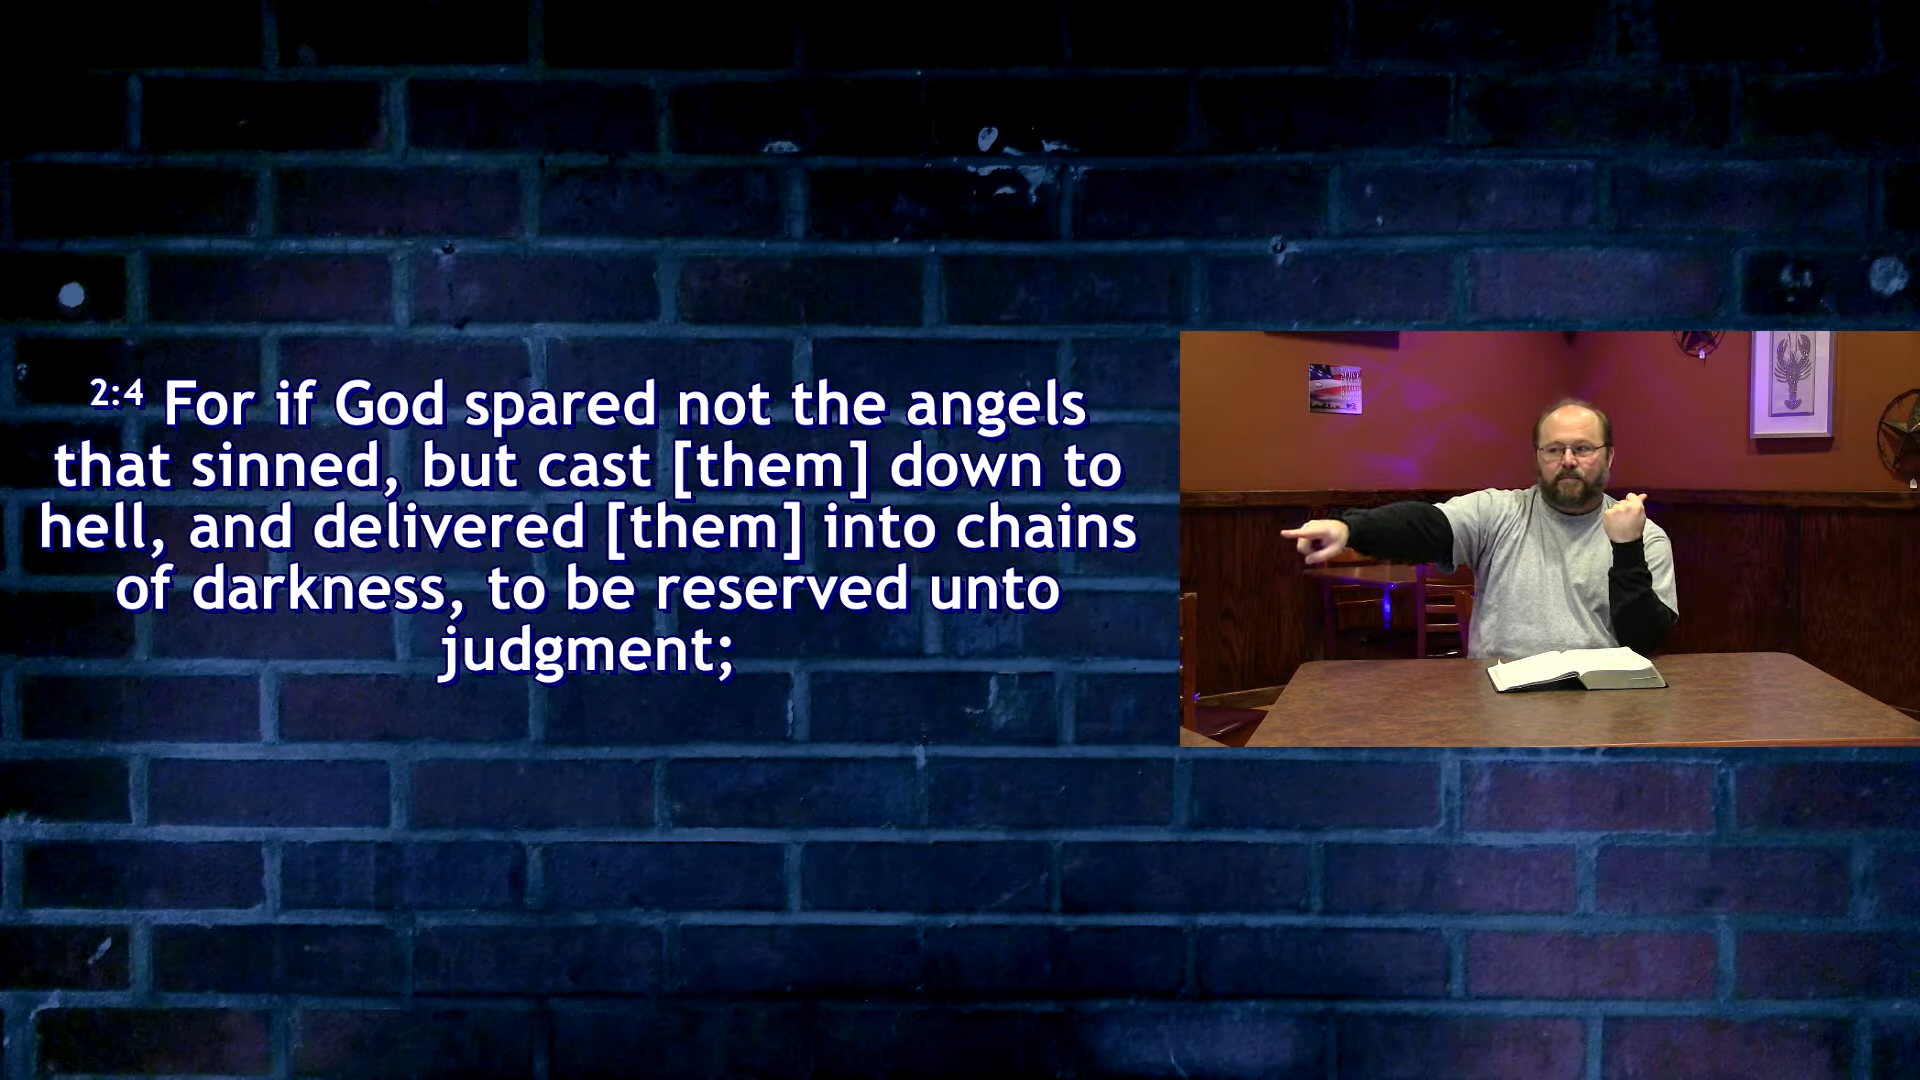 2:4 For if God spared not the angels
that sinned, but cast [them] down to
hell, and delivered [them] into chains
of darkness, to be reserved unto
judgment;